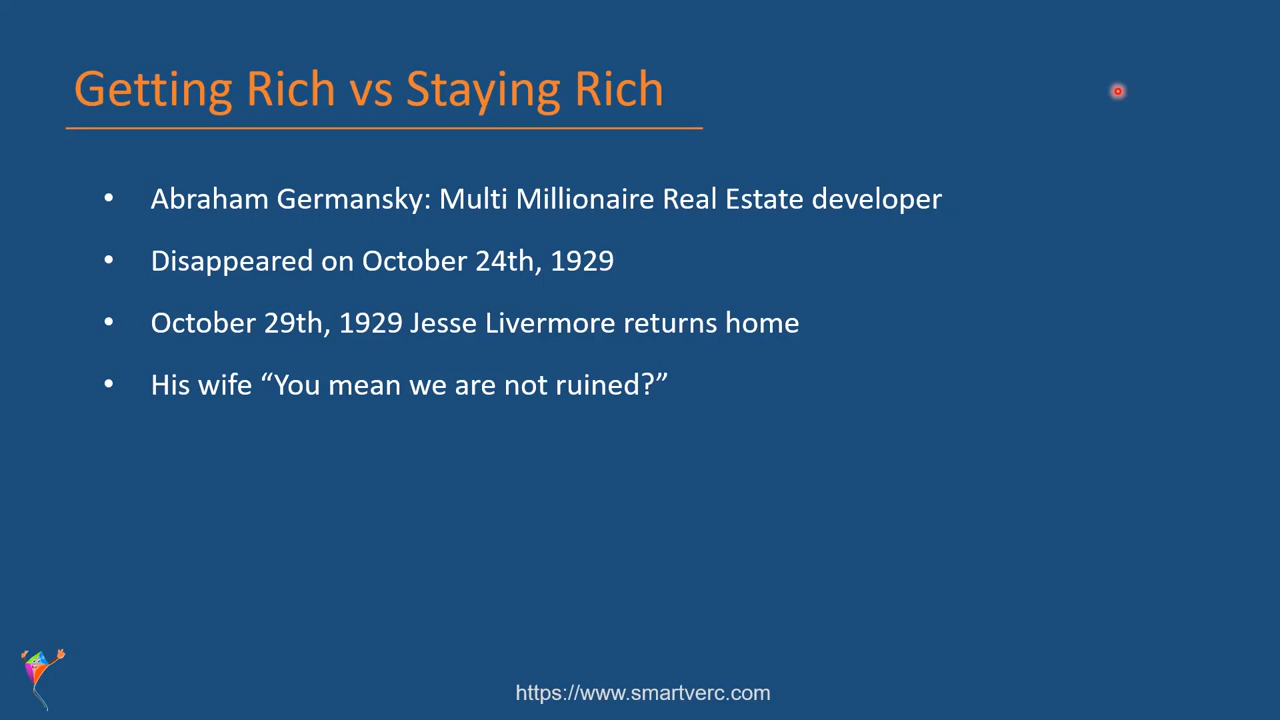 Getting Rich vs Staying Rich
• Abraham Germansky: Multi Millionaire Real Estate developer
• Disappeared on October 24th, 1929
• October 29th, 1929 Jesse Livermore returns home
• His wife “You mean we are not ruined?”
https://www.smartverc.com